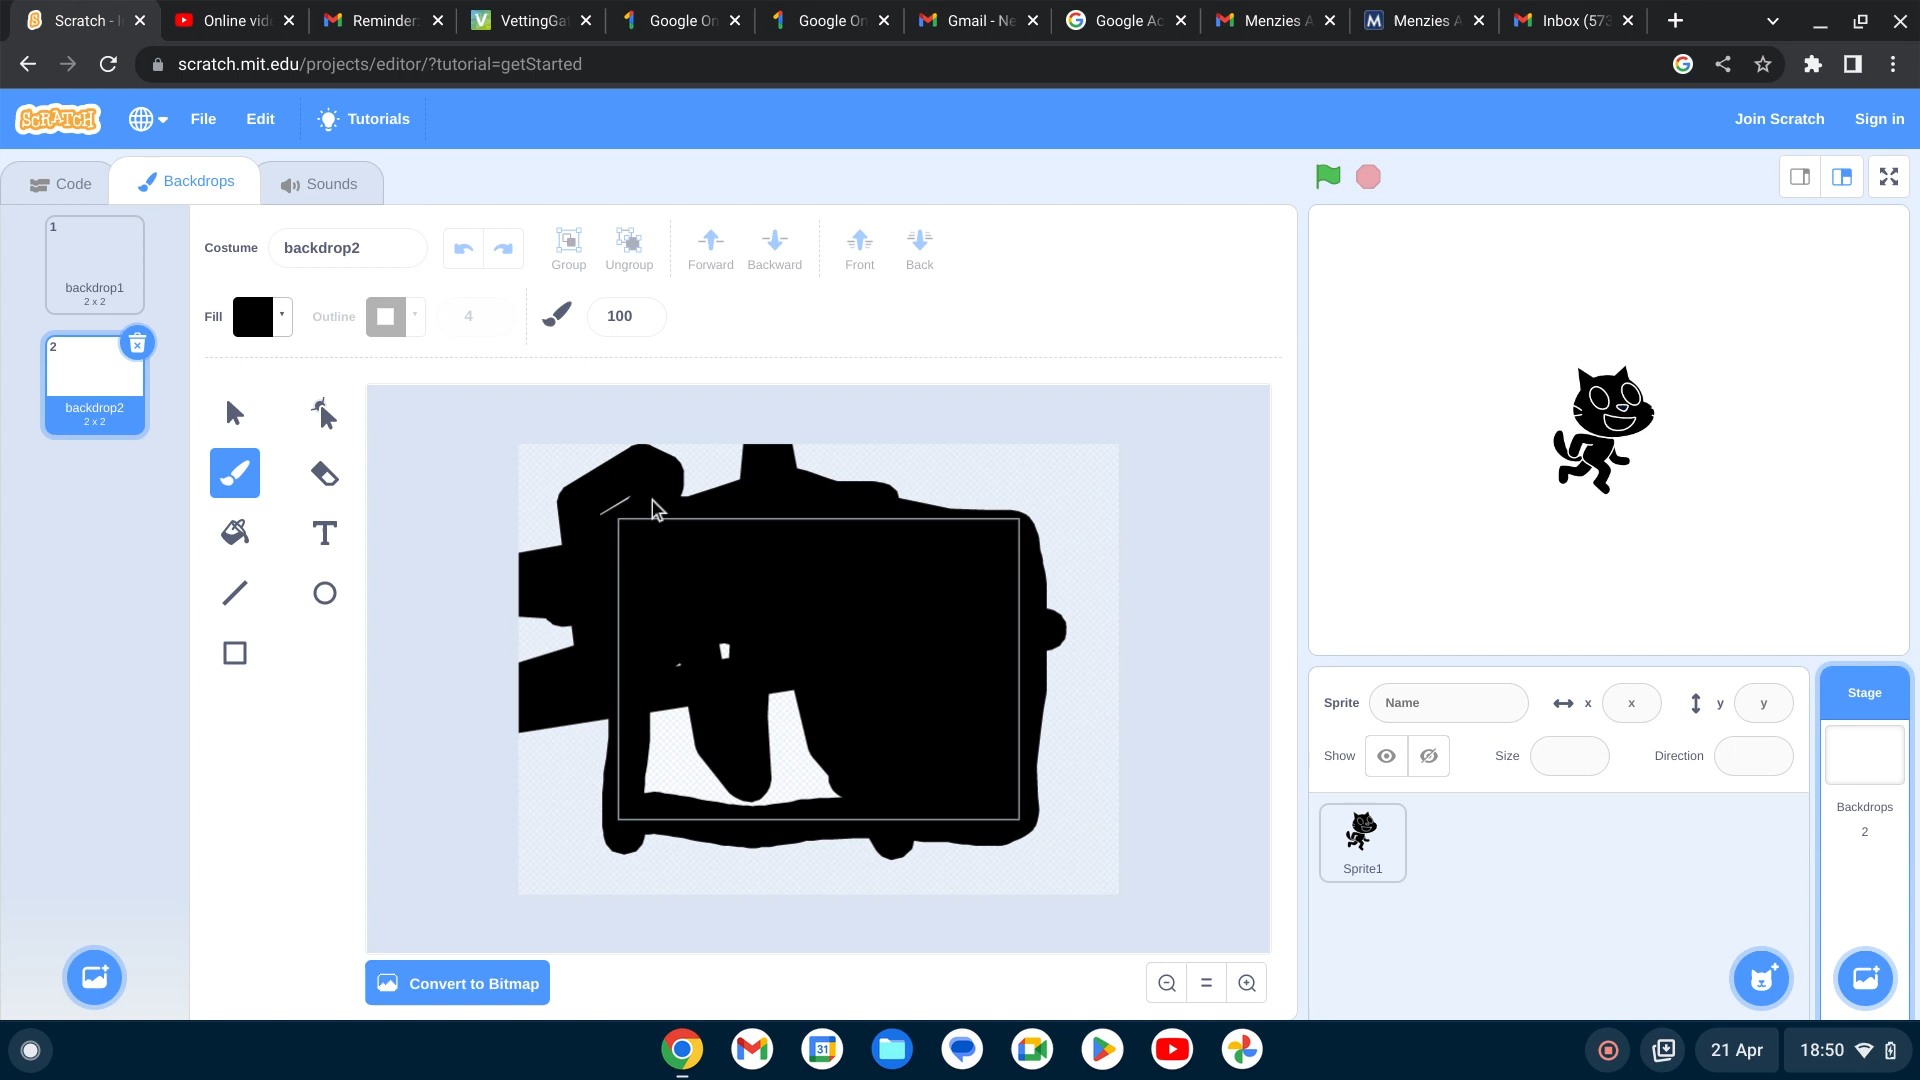 Scratch - I
Online vid
Reminder:
VettingGa
Google On
Google On
Gmail - Ne
Google Ac
Menzies A
Menzies A
Inbox (573
scratch.mit.edu/projects/editor/?tutorial=getStarted
SCRATCH
File
Edit
Tutorials
Join Scratch
Sign in
Code
Backdrops
Sounds
1
backdrop1
2 x 2
2
backdrop2
2 x 2
Costume
backdrop2
Group
Ungroup
Forward
Backward
Front
Back
Fill
Outline
4
100
T
Convert to Bitmap
Sprite
Name
x
x
y
y
Show
Size
Direction
Sprite1
Stage
Backdrops
2
31
21 Apr
18:50